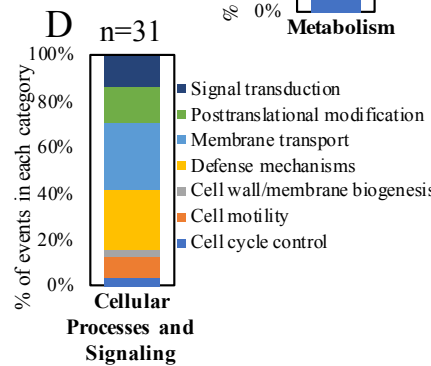 %
0%
Metabolism
D
n=31
% of events in each category
100%
80%
60%
40%
20%
0%
Signal transduction
Posttranslational modification
Membrane transport
Defense mechanisms
Cell wall/membrane biogenesis
Cell motility
Cell cycle control
Cellular
Processes and
Signaling